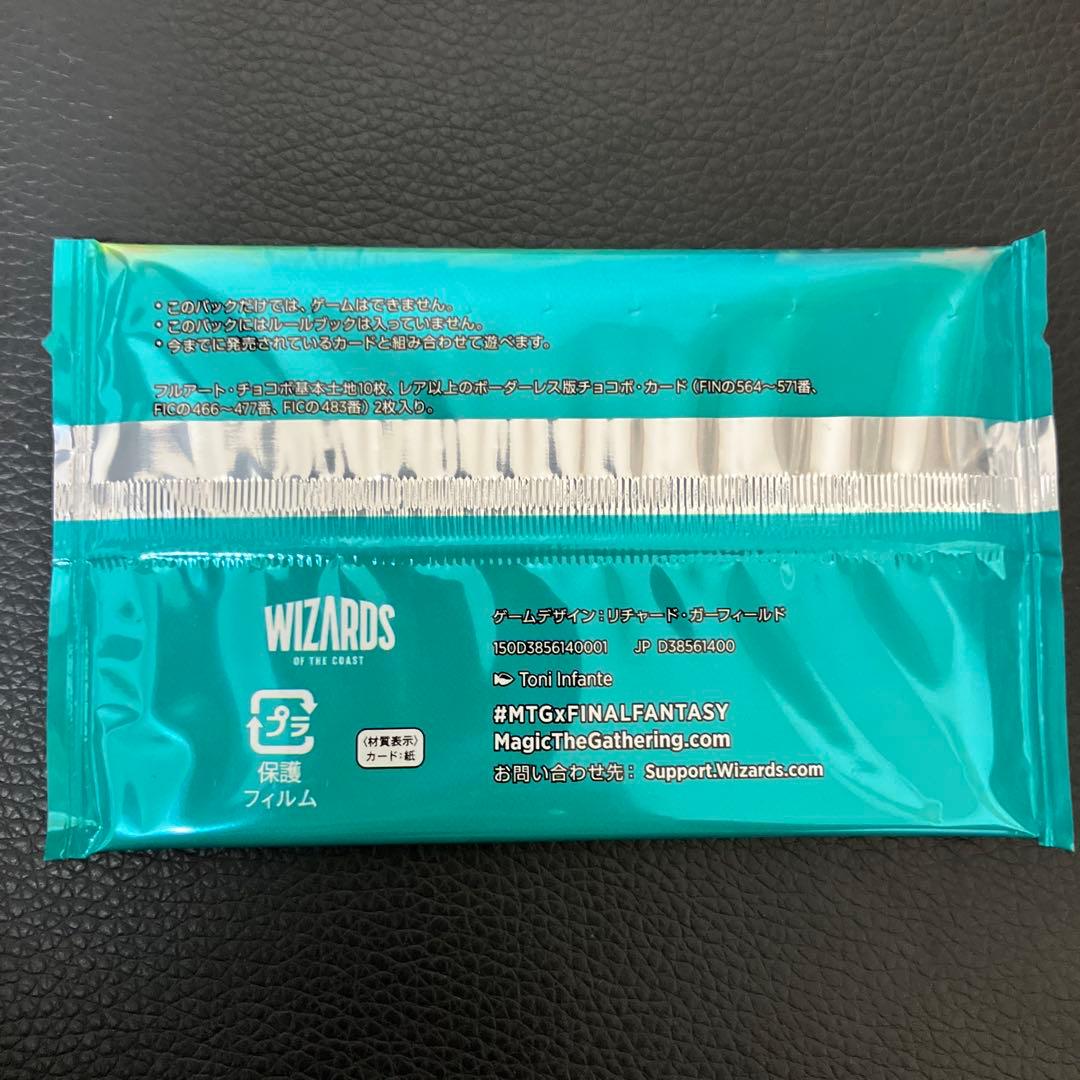 • このパックだけでは、ゲームはできません。
• このパックにはルールブックは入っていません。
• 今までに発売されているカードと組み合わせて遊べます。
フルアート・チョコボ基本土地10枚、レア以上のボーダーレス版チョコボ・カード（FINの564〜571番、
FICの466〜477番、FICの483番）2枚入り。
WIZARDS
OF THE COAST
ゲームデザイン：リチャード・ガーフィールド
150D3856140001 JP D38561400
Toni Infante
#MTGxFINALFANTASY
MagicTheGathering.com
お問い合わせ先： Support.Wizards.com
プラ
保護
フィルム
〈材質表示〉
カード：紙